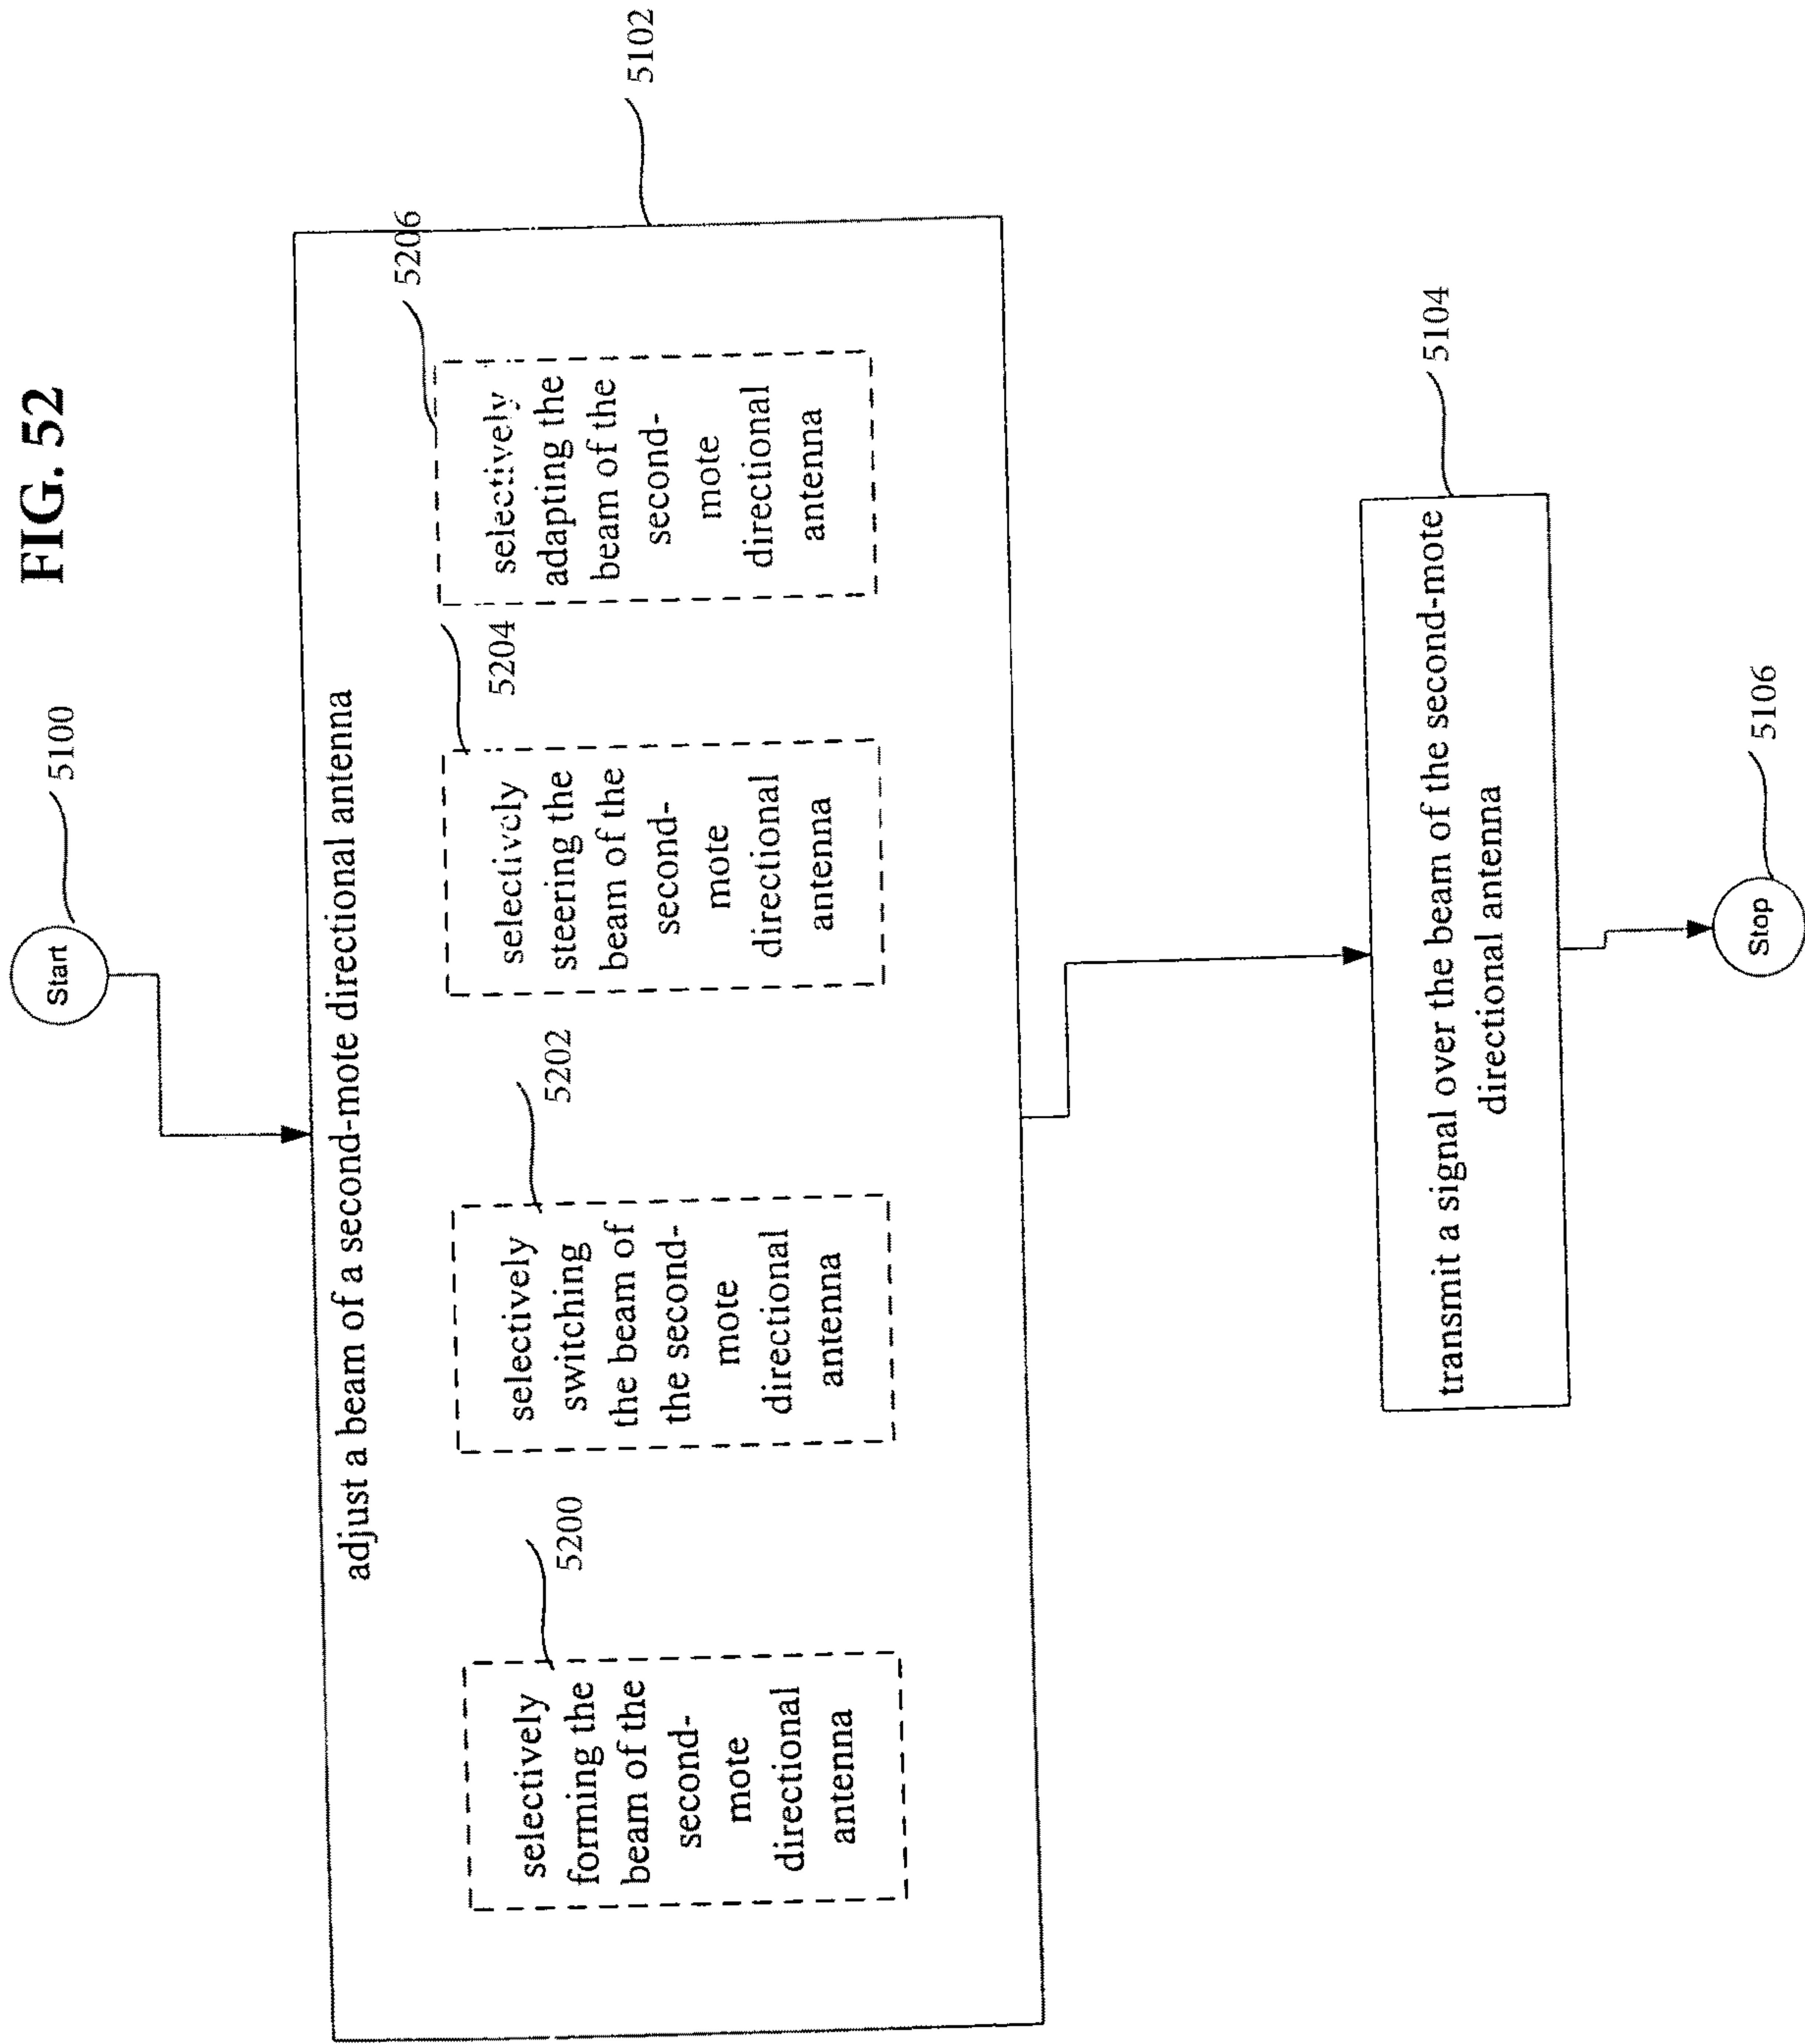 FIG. 52
Start
5100
adjust a beam of a second-mote directional antenna
5102
selectively
forming the
beam of the
second-
mote
directional
antenna
5200
selectively
switching
the beam of
the second-
mote
directional
antenna
5202
selectively
steering the
beam of the
second-
mote
directional
antenna
5204
selectively
adapting the
beam of the
second-
mote
directional
antenna
5206
transmit a signal over the beam of the second-mote
directional antenna
5104
Stop
5106